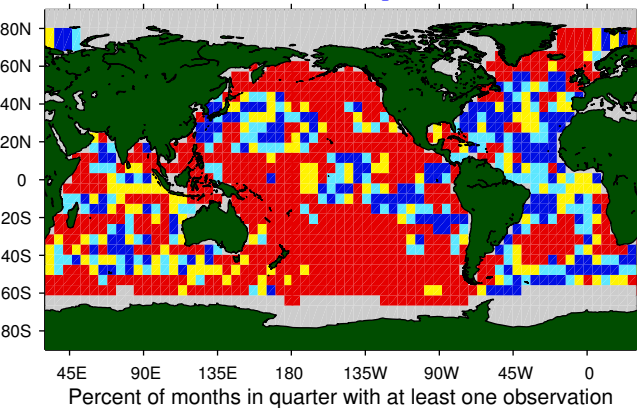 80N
60N
40N
20N
0
20S
40S
60S
80S
45E 90E 135E 180 135W 90W 45W 0
Percent of months in quarter with at least one observation